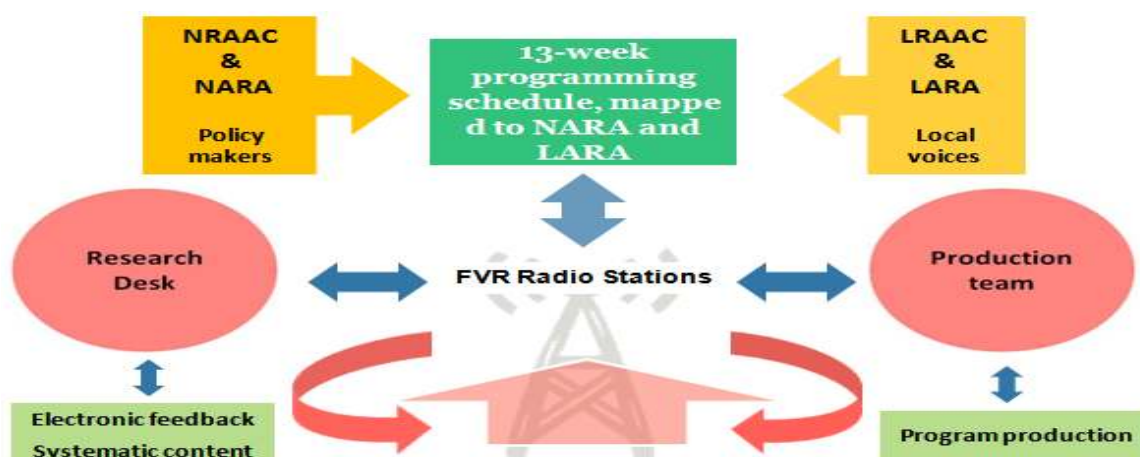 NRAAC
&
NARA
Policy
makers
13-week
programming
schedule, mappe
d to NARA and
LARA
LRAAC
&
LARA
Local
voices
Research
Desk
FVR Radio Stations
Production
team
Electronic feedback
Systematic content
Program production